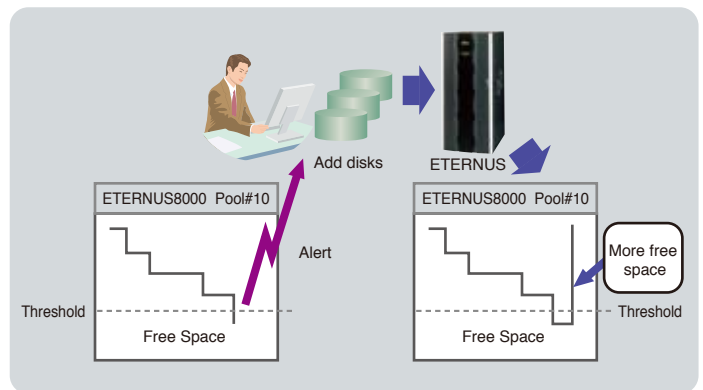 Add disks
ETERNUS
ETERNUS8000 Pool#10
Alert
Threshold
Free Space
ETERNUS8000 Pool#10
More free
space
Threshold
Free Space